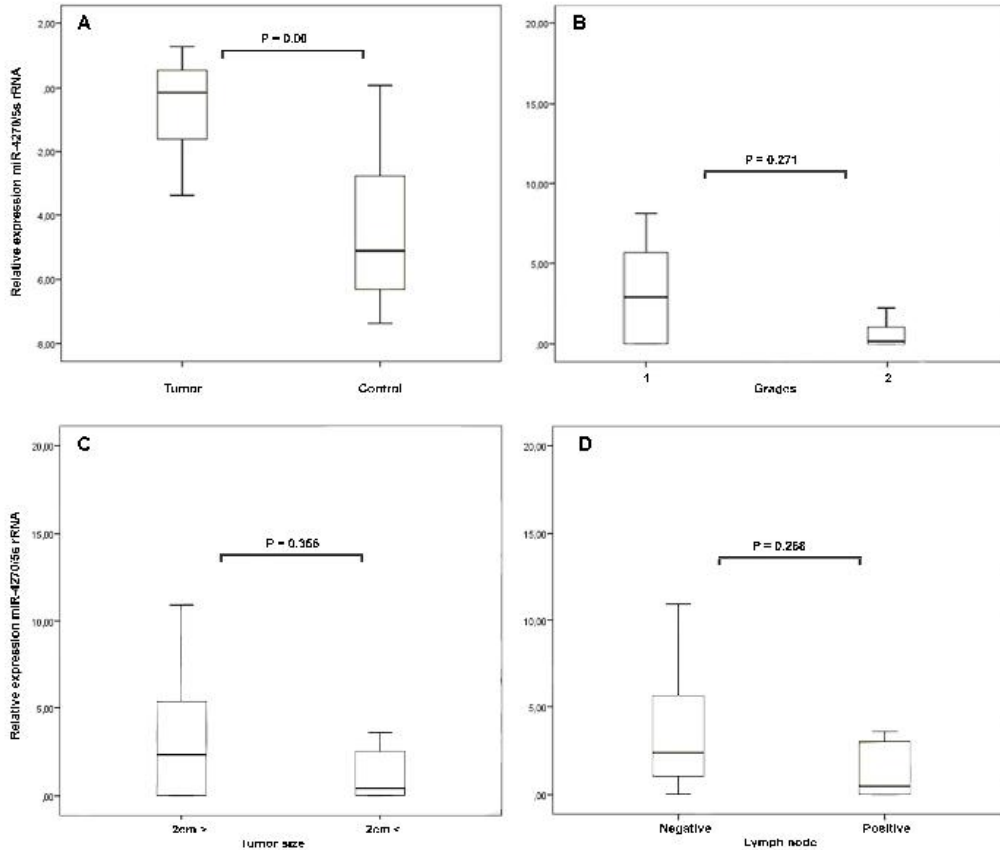 A
P = 0.00
2,00
,00
2,00
4,00
6,00
8,00
Relative expression miR-4270/5s rRNA
Tumor
Control
B
P = 0.271
20,00
15,00
10,00
5,00
,00
1
2
Grades
C
P = 0.355
20,00
15,00
10,00
5,00
,00
Relative expression miR-4270/5s rRNA
2cm >
2cm <
Tumor size
D
P = 0.268
20,00
15,00
10,00
5,00
,00
Negative
Positive
Lymph node